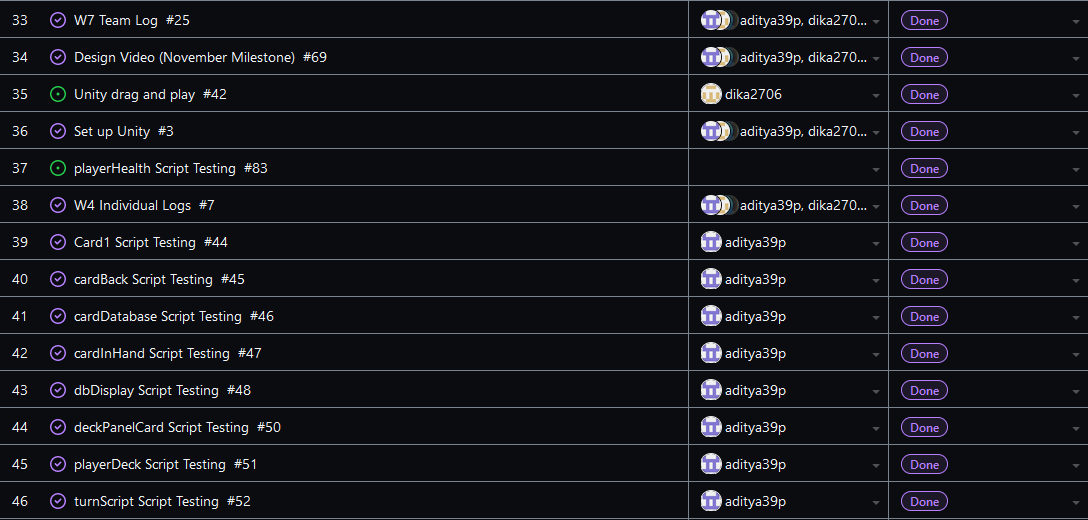 33 W7 Team Log #25 aditya39p, dika270... Done
34 Design Video (November Milestone) #69 aditya39p, dika270... Done
35 Unity drag and play #42 dika2706 Done
36 Set up Unity #3 aditya39p, dika270... Done
37 playerHealth Script Testing #83 Done
38 W4 Individual Logs #7 aditya39p, dika270... Done
39 Card1 Script Testing #44 aditya39p Done
40 cardBack Script Testing #45 aditya39p Done
41 cardDatabase Script Testing #46 aditya39p Done
42 cardInHand Script Testing #47 aditya39p Done
43 dbDisplay Script Testing #48 aditya39p Done
44 deckPanelCard Script Testing #50 aditya39p Done
45 playerDeck Script Testing #51 aditya39p Done
46 turnScript Script Testing #52 aditya39p Done